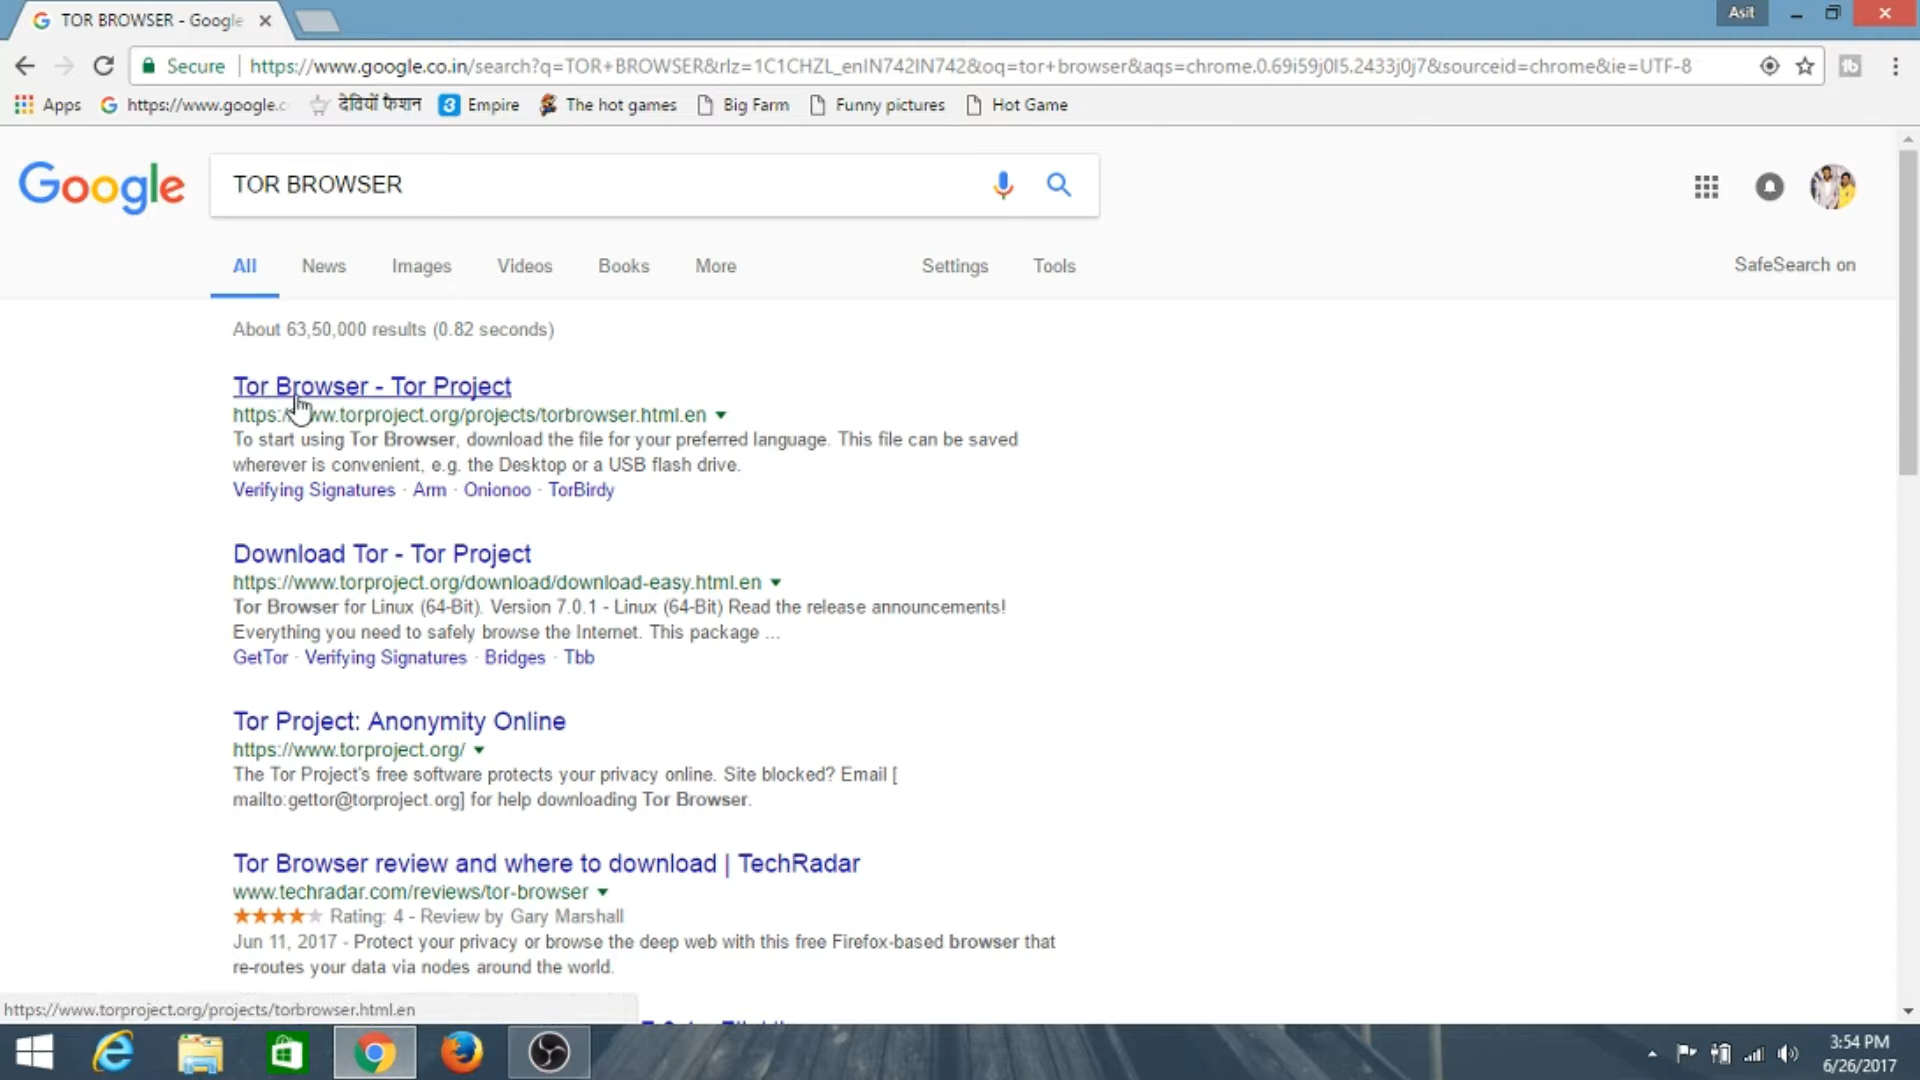 TOR BROWSER - Google
Asit
Secure
https://www.google.co.in/search?q=TOR+BROWSER&rlz=1C1CHZL_enIN742IN742&oq=tor+browser&aqs=chrome.0.69i59j0l5.2433j0j7&sourceid=chrome&ie=UTF-8
Apps https://www.google.c देवियों फैशन 3 Empire The hot games Big Farm Funny pictures Hot Game
Google
TOR BROWSER
All News Images Videos Books More Settings Tools
SafeSearch on
About 63,50,000 results (0.82 seconds)
Tor Browser - Tor Project
https://www.torproject.org/projects/torbrowser.html.en
To start using Tor Browser, download the file for your preferred language. This file can be saved
wherever is convenient, e.g. the Desktop or a USB flash drive.
Verifying Signatures · Arm · Onionoo · TorBirdy
Download Tor - Tor Project
https://www.torproject.org/download/download-easy.html.en
Tor Browser for Linux (64-Bit). Version 7.0.1 - Linux (64-Bit) Read the release announcements!
Everything you need to safely browse the Internet. This package ...
GetTor · Verifying Signatures · Bridges · Tbb
Tor Project: Anonymity Online
https://www.torproject.org/
The Tor Project's free software protects your privacy online. Site blocked? Email [
mailto:gettor@torproject.org] for help downloading Tor Browser.
Tor Browser review and where to download | TechRadar
www.techradar.com/reviews/tor-browser
Rating: 4 - Review by Gary Marshall
Jun 11, 2017 - Protect your privacy or browse the deep web with this free Firefox-based browser that
re-routes your data via nodes around the world.
https://www.torproject.org/projects/torbrowser.html.en
3:54 PM
6/26/2017